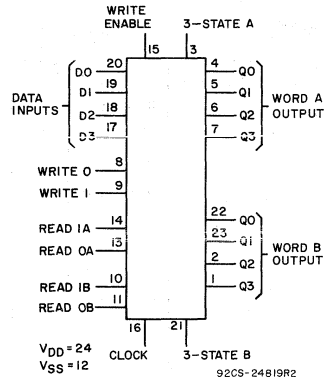 WRITE ENABLE
3-STATE A
15
3
DATA INPUTS
D0 20
D1 19
D2 18
D3 17
4 Q0
5 Q1
6 Q2
7 Q3
WORD A OUTPUT
WRITE 0 8
WRITE 1 9
READ 1A 14
READ 0A 13
READ 1B 10
READ 0B 11
22 Q0
23 Q1
2 Q2
1 Q3
WORD B OUTPUT
16
21
VDD = 24
VSS = 12
CLOCK
3-STATE B
92CS-24819R2